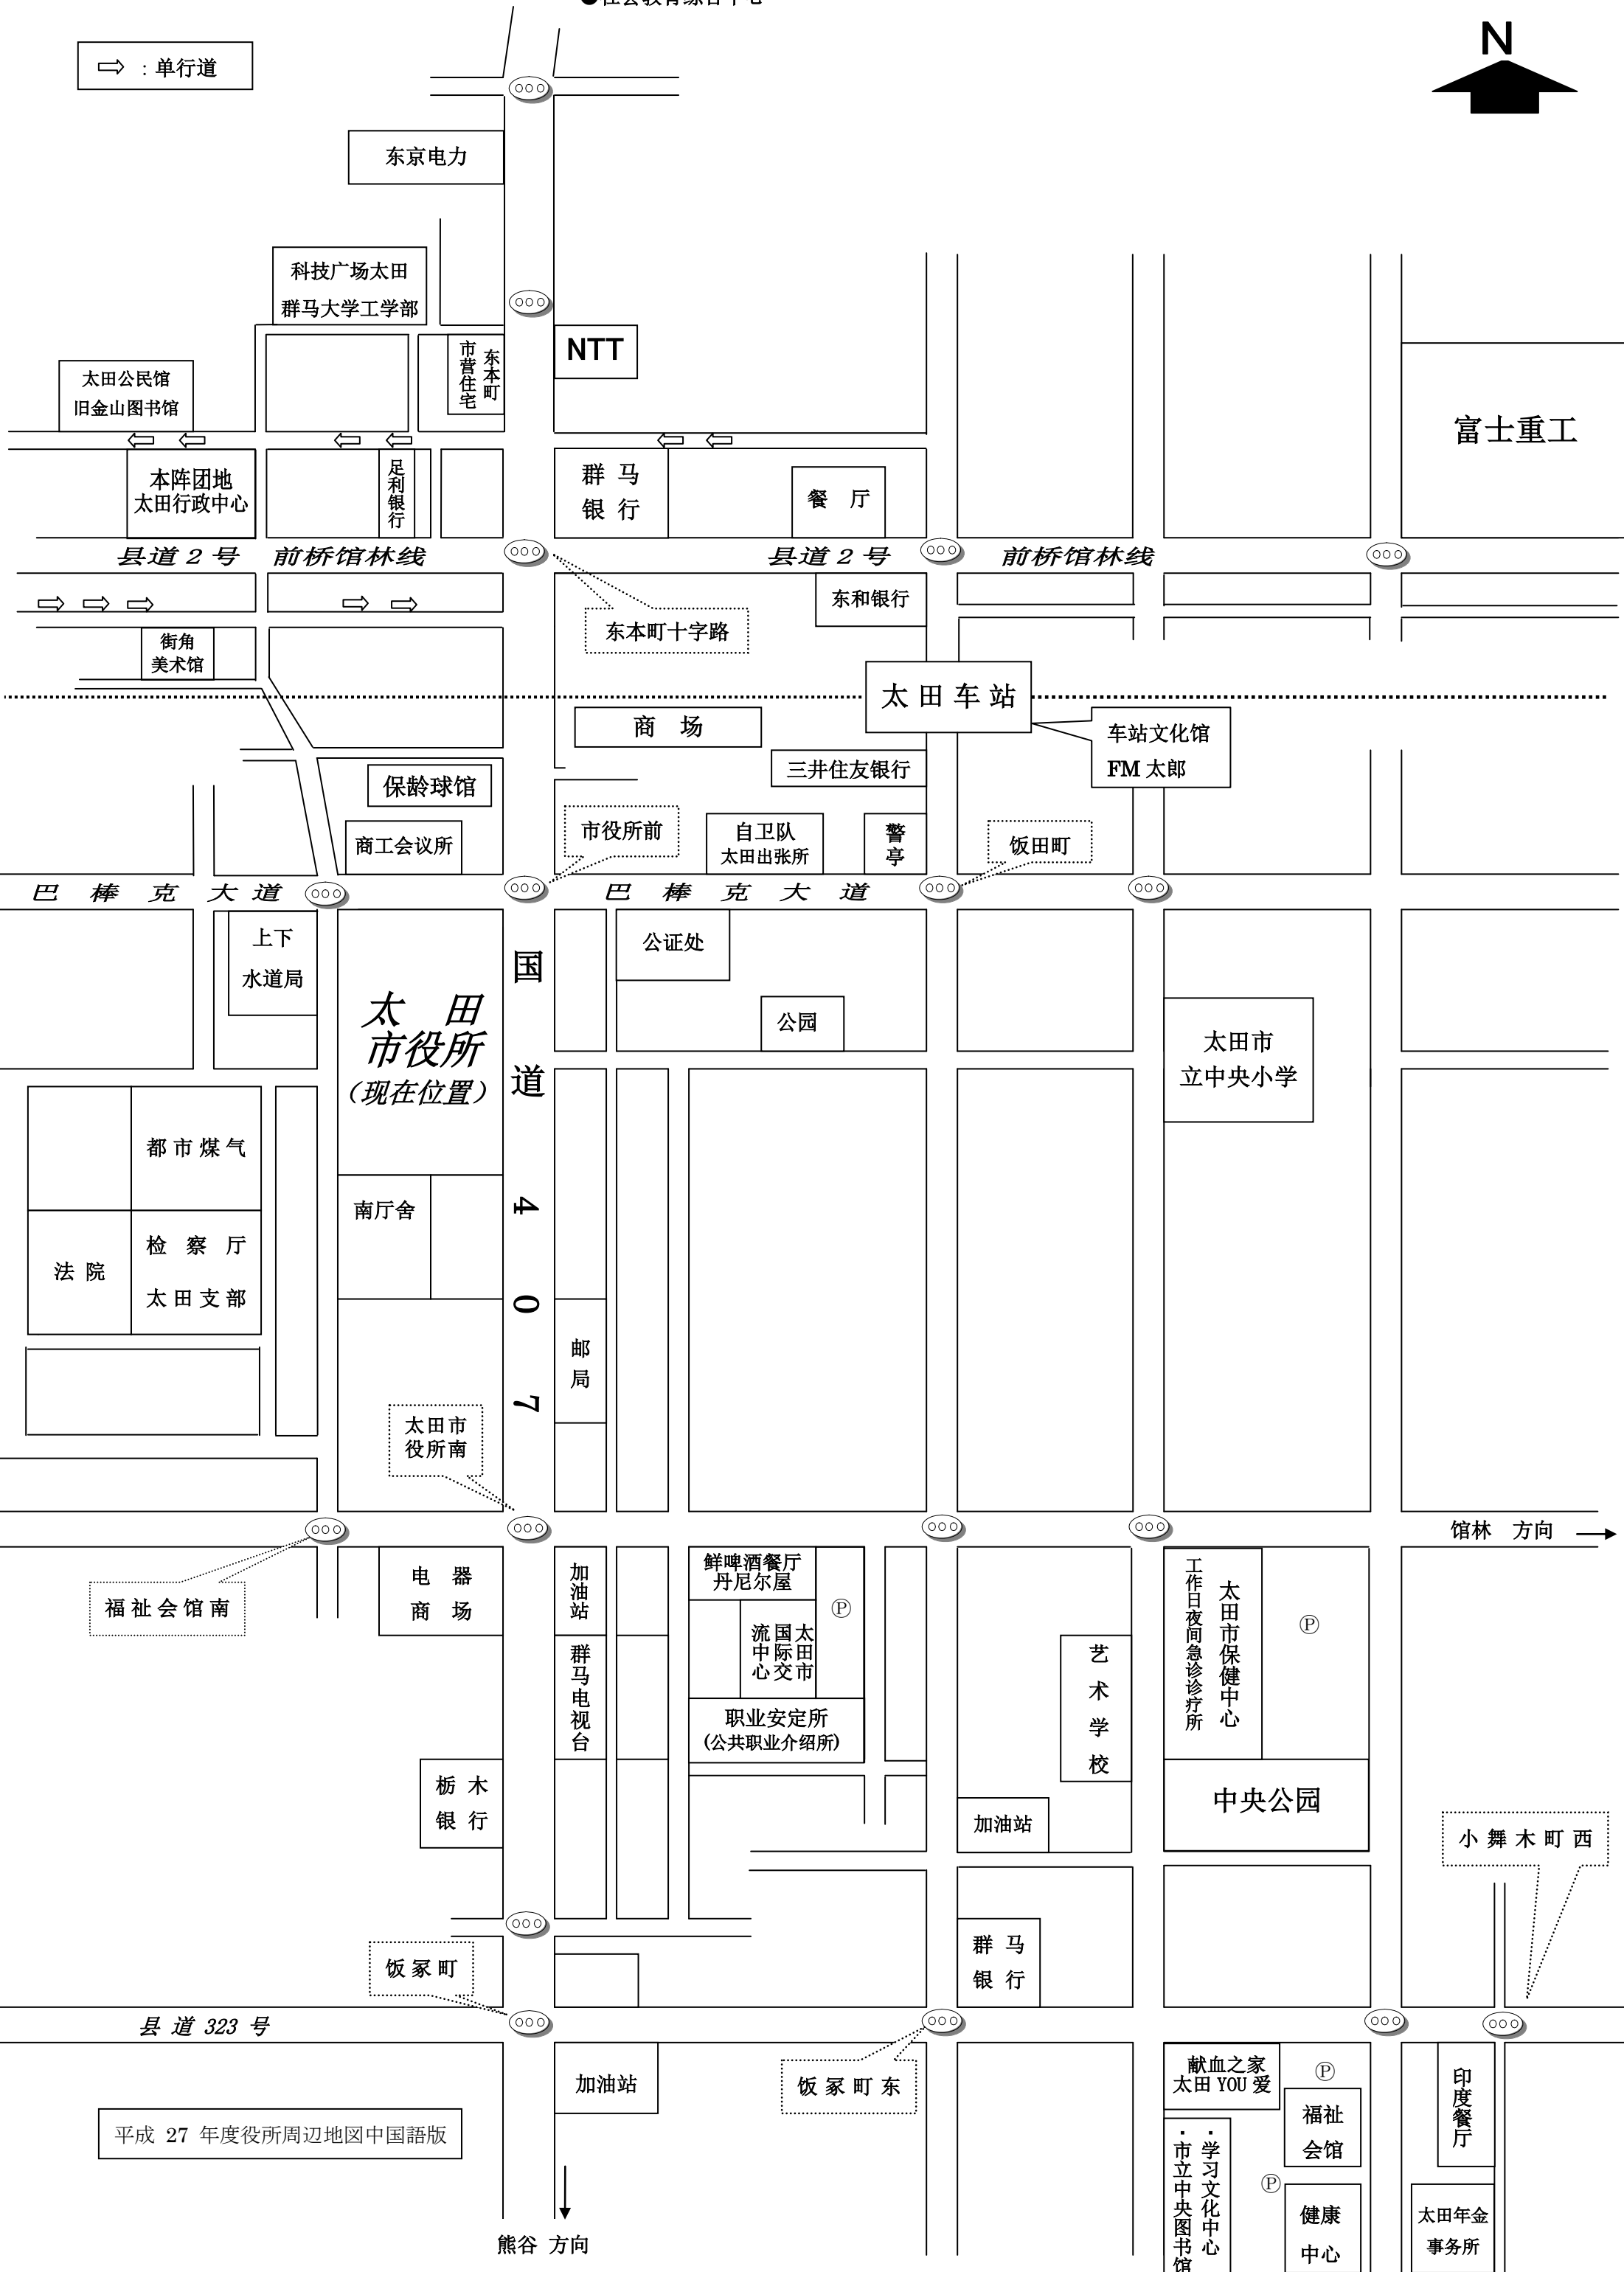 ●社会教育综合中心
N
⇨ ：单行道
东京电力
科技广场太田
群马大学工学部
NTT
东本町
市营住宅
太田公民馆
旧金山图书馆
富士重工
本阵团地
太田行政中心
足利银行
群 马
银 行
餐 厅
县道 2 号 前桥馆林线
县道 2 号 前桥馆林线
东和银行
东本町十字路
街角
美术馆
太 田 车 站
商 场
车站文化馆
FM 太郎
三井住友银行
保龄球馆
商工会议所
市役所前
自卫队
太田出张所
警亭
饭田町
巴 棒 克 大 道
巴 棒 克 大 道
上下
水道局
太 田
市役所
（现在位置）
国道407
公证处
公园
太田市
立中央小学
都 市 煤 气
南厅舍
法 院
检 察 厅
太 田 支 部
邮局
太 田 市
役 所 南
馆林 方向
福 祉 会 馆 南
电 器
商 场
加油站
鲜啤酒餐厅
丹尼尔屋
Ⓟ
太田市
国际交
流中心
群马电视台
职业安定所
(公共职业介绍所)
艺术学校
太田市保健中心
工作日夜间急诊诊疗所
Ⓟ
中央公园
栃 木
银 行
加油站
小 舞 木 町 西
群 马
银 行
饭 冢 町
县 道 323 号
加油站
饭 冢 町 东
献血之家
太田 YOU 爱
Ⓟ
福祉
会馆
印度餐厅
・学习文化中心
・市立中央图书馆
Ⓟ
健康
中心
太田年金
事务所
平成 27 年度役所周辺地図中国語版
熊谷 方向